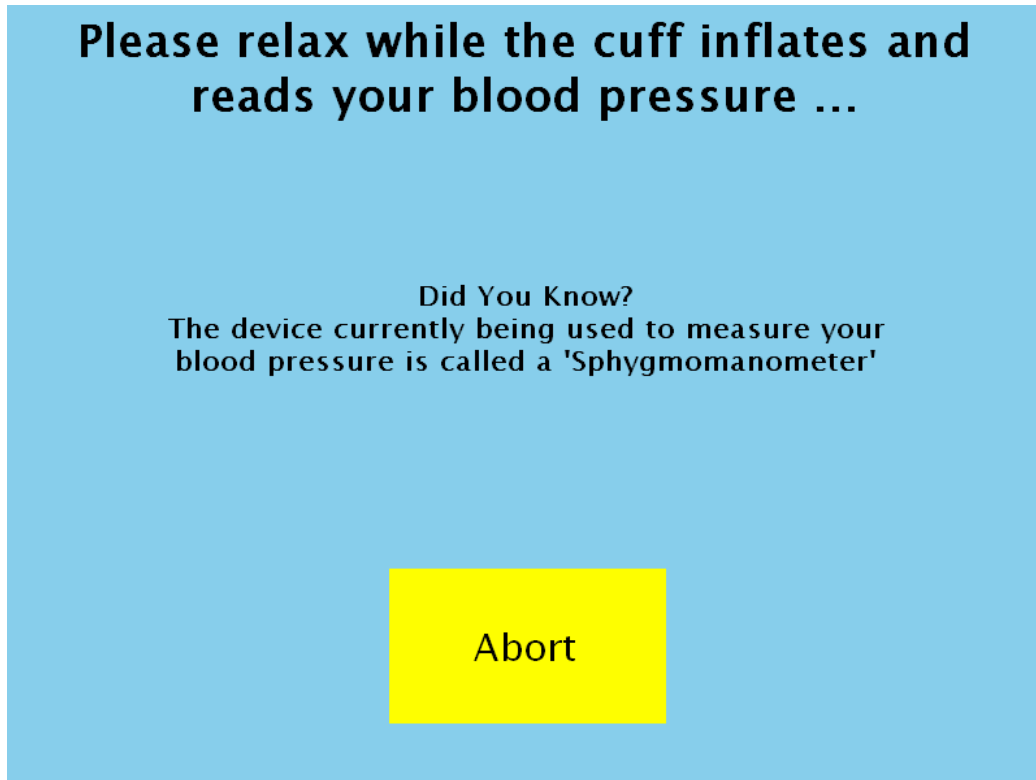 Please relax while the cuff inflates and
reads your blood pressure ...
Did You Know?
The device currently being used to measure your
blood pressure is called a 'Sphygmomanometer'
Abort